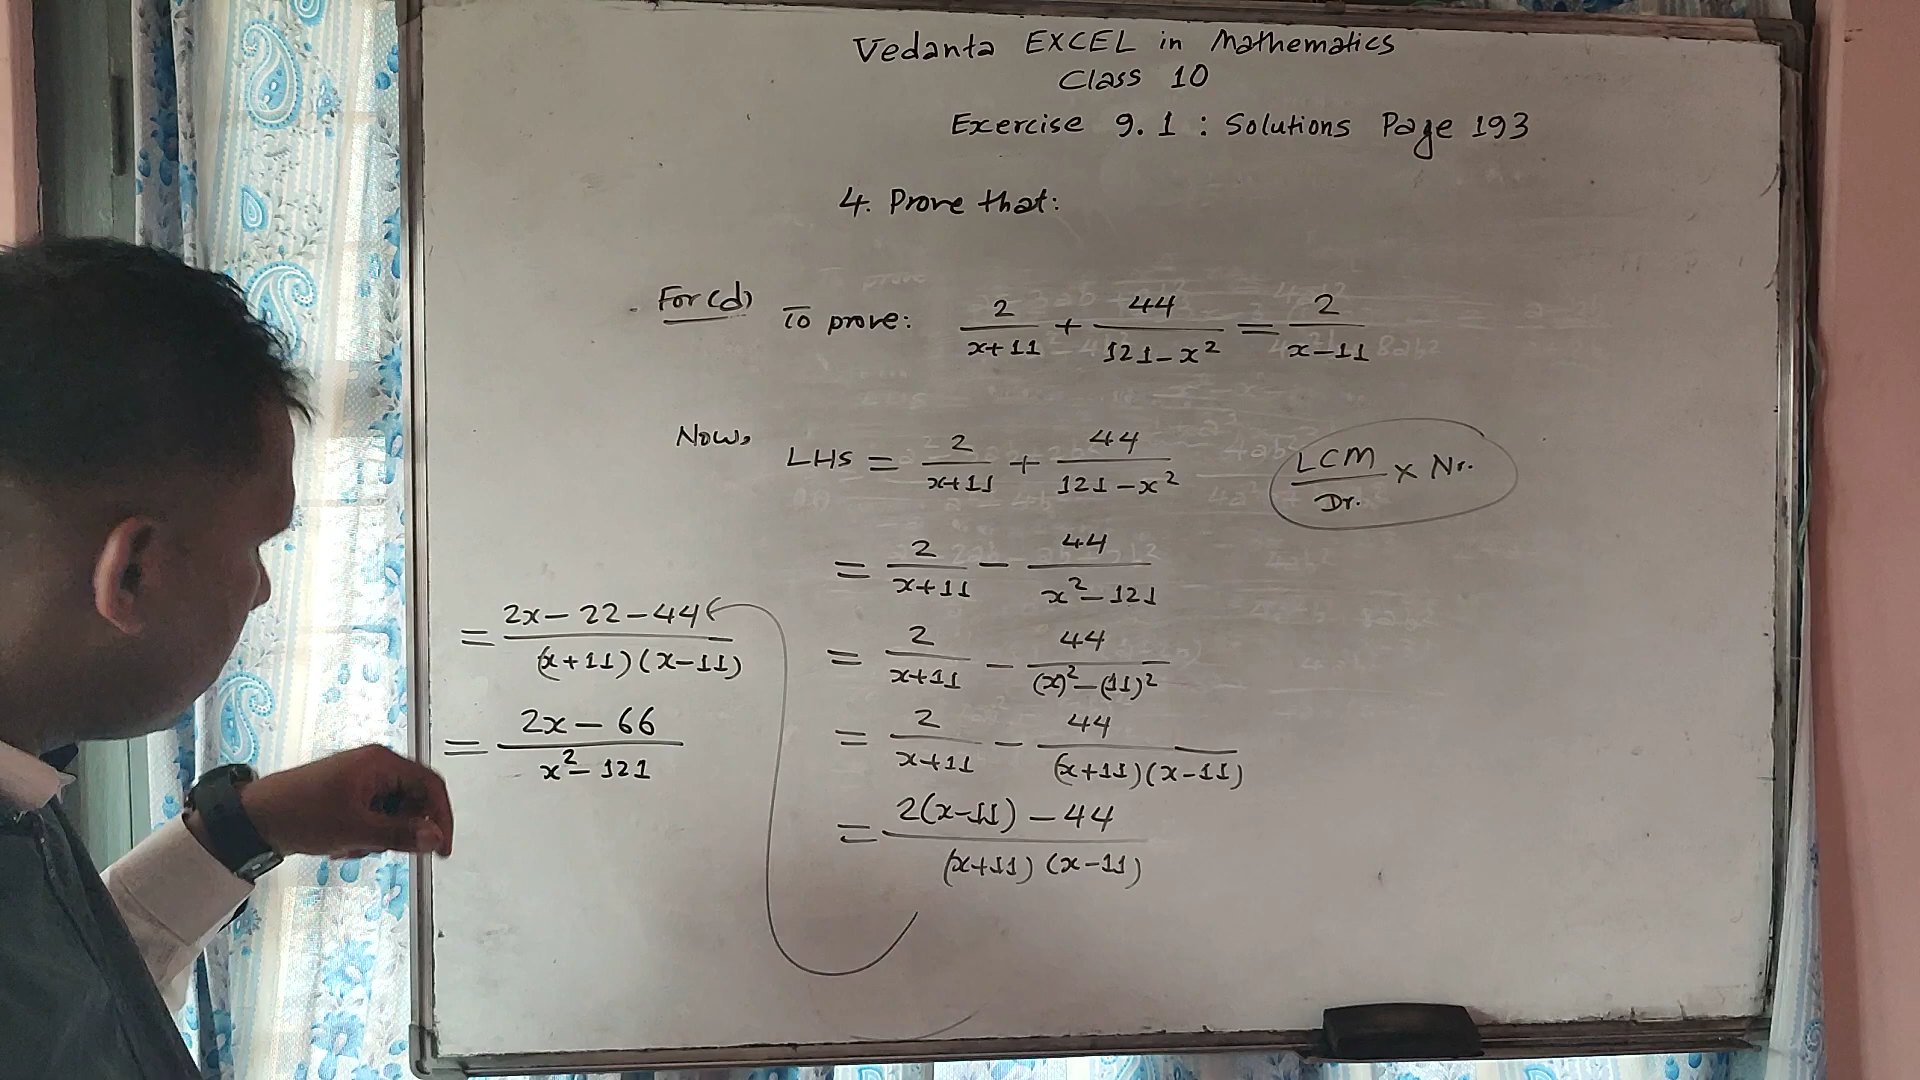 Vedanta EXCEL in Mathematics
Class 10
Exercise 9.1 : Solutions Page 193
4. Prove that:
For (d) To prove: 2/(x+11) + 44/(121-x²) = 2/(x-11)
Now, LHS = 2/(x+11) + 44/(121-x²)
LCM/Dr. × Nr.
= 2/(x+11) - 44/(x²-121)
= 2/(x+11) - 44/((x)²-(11)²)
= 2/(x+11) - 44/((x+11)(x-11))
= (2(x-11) - 44)/((x+11)(x-11))
= (2x-22-44)/((x+11)(x-11))
= (2x-66)/(x²-121)